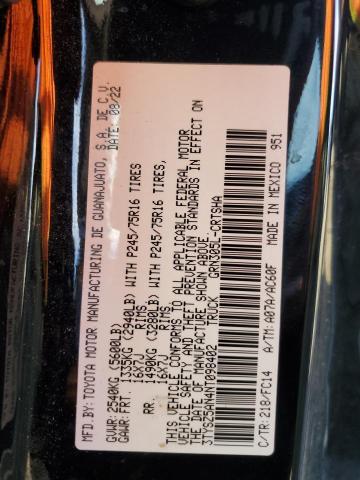 MFD.BY: TOYOTA MOTOR MANUFACTURING DE GUANAJUATO, S.A. DE C.V.
DATE: 08/22
GVWR: 2540KG (5600LB)
GAWR: FRT. 1335KG (2940LB) WITH P245/75R16 TIRES
16X7J RIMS
RR. 1490KG (3280LB) WITH P245/75R16 TIRES,
16X7J RIMS
THIS VEHICLE CONFORMS TO ALL APPLICABLE FEDERAL MOTOR
VEHICLE SAFETY AND THEFT PREVENTION STANDARDS IN EFFECT ON
THE DATE OF MANUFACTURE SHOWN ABOVE.
3TYSZ5AN4NT098402 TRUCK GRN305L-CRTSMA
C/TR: 218/FC14 A/TM: A07A/AC60F MADE IN MEXICO 951